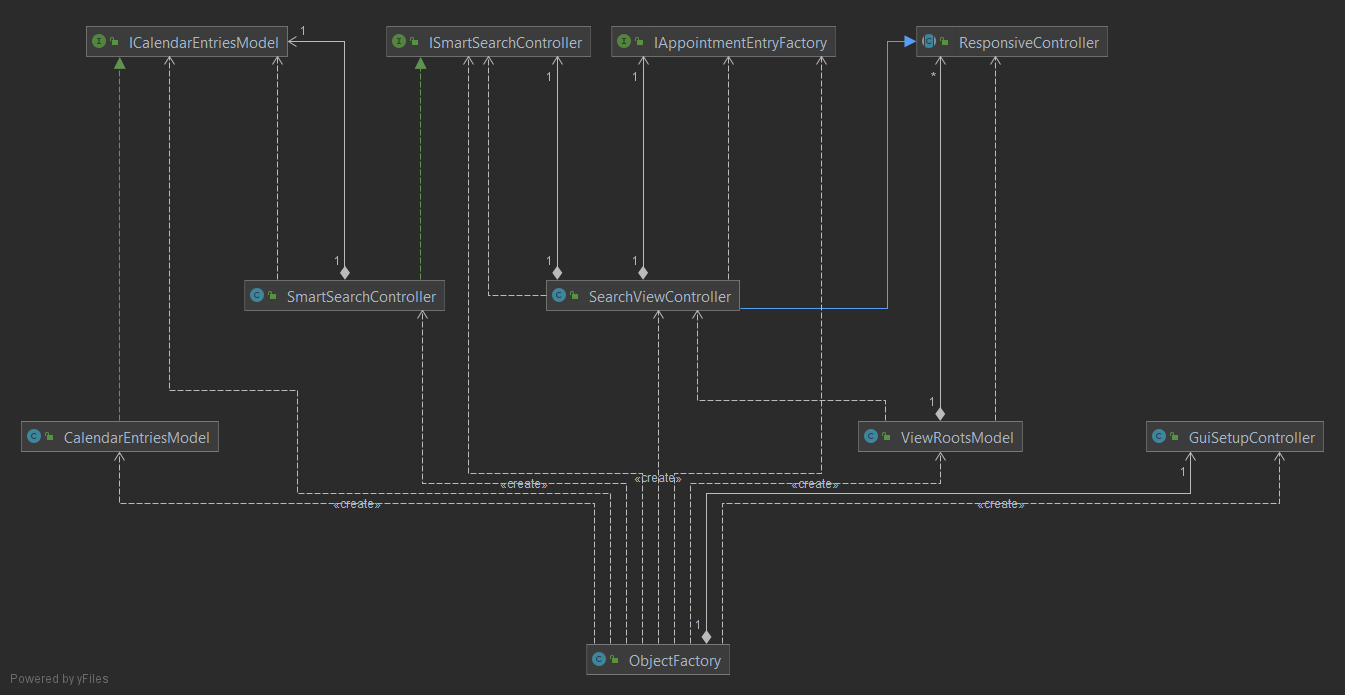 ICalendarEntriesModel
1
ISmartSearchController
IAppointmentEntryFactory
ResponsiveController
1
1
*
1
SmartSearchController
1
1
SearchViewController
1
CalendarEntriesModel
ViewRootsModel
GuiSetupController
1
«create»
«create»
«create»
«create»
«create»
1
ObjectFactory
Powered by yFiles